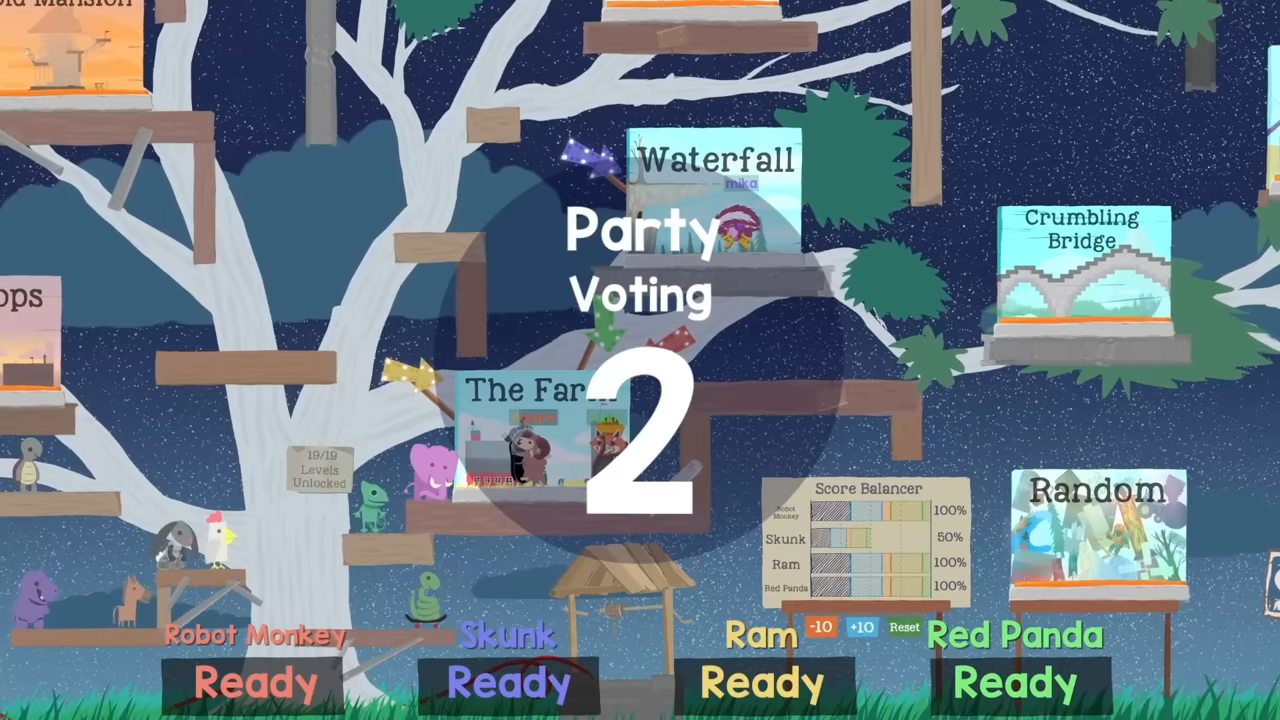 Mansion
Waterfall
mika
Crumbling
Bridge
Party
Voting
2
The Far
19/19
Levels
Unlocked
Score Balancer
Robot
Monkey
100%
Skunk
50%
Ram
100%
Red Panda
100%
Random
-10
+10
Reset
Robot Monkey
Skunk
Ram
Red Panda
Ready
Ready
Ready
Ready